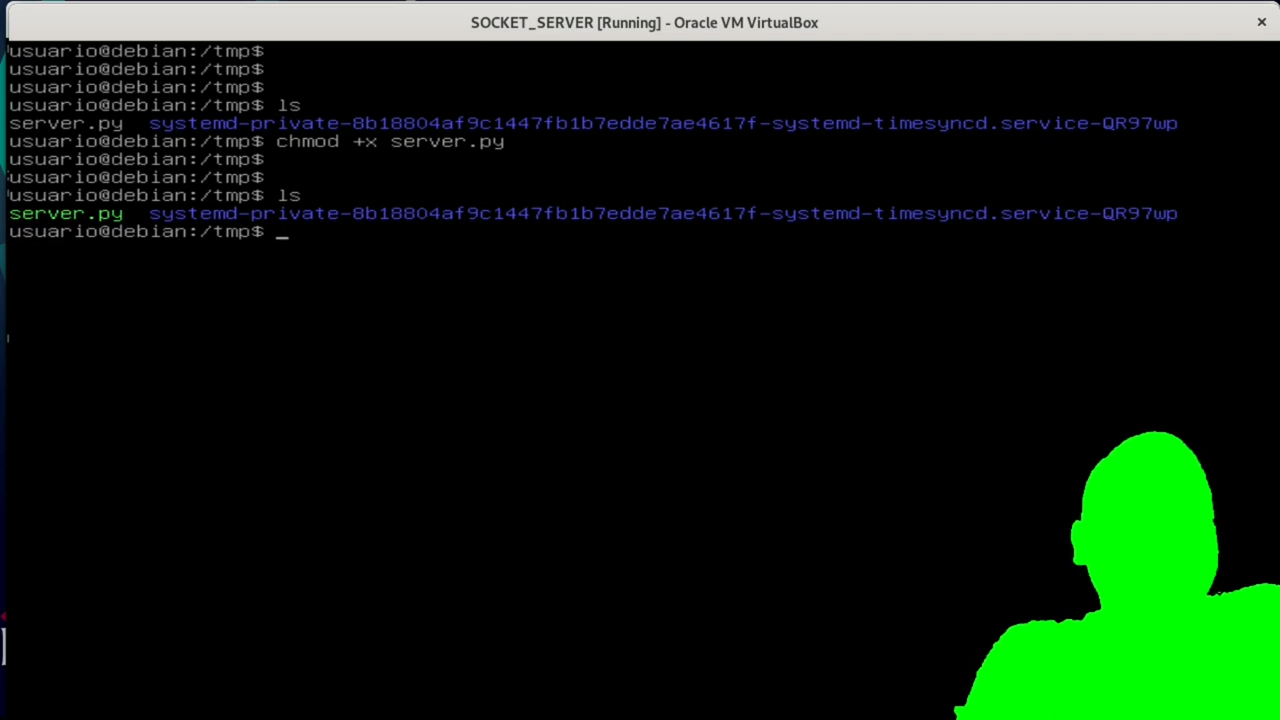 SOCKET_SERVER [Running] - Oracle VM VirtualBox
usuario@debian:/tmp$
usuario@debian:/tmp$
usuario@debian:/tmp$
usuario@debian:/tmp$ ls
server.py  systemd-private-8b18804af9c1447fb1b7edde7ae4617f-systemd-timesyncd.service-QR97wp
usuario@debian:/tmp$ chmod +x server.py
usuario@debian:/tmp$
usuario@debian:/tmp$
usuario@debian:/tmp$ ls
server.py  systemd-private-8b18804af9c1447fb1b7edde7ae4617f-systemd-timesyncd.service-QR97wp
usuario@debian:/tmp$ _